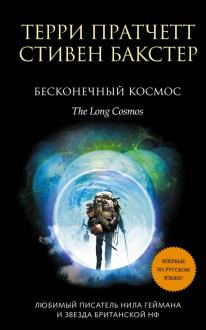 ТЕРРИ ПРАТЧЕТТ
СТИВЕН БАКСТЕР
БЕСКОНЕЧНЫЙ КОСМОС
The Long Cosmos
ВПЕРВЫЕ
НА РУССКОМ
ЯЗЫКЕ!
ЛЮБИМЫЙ ПИСАТЕЛЬ НИЛА ГЕЙМАНА
И ЗВЕЗДА БРИТАНСКОЙ НФ